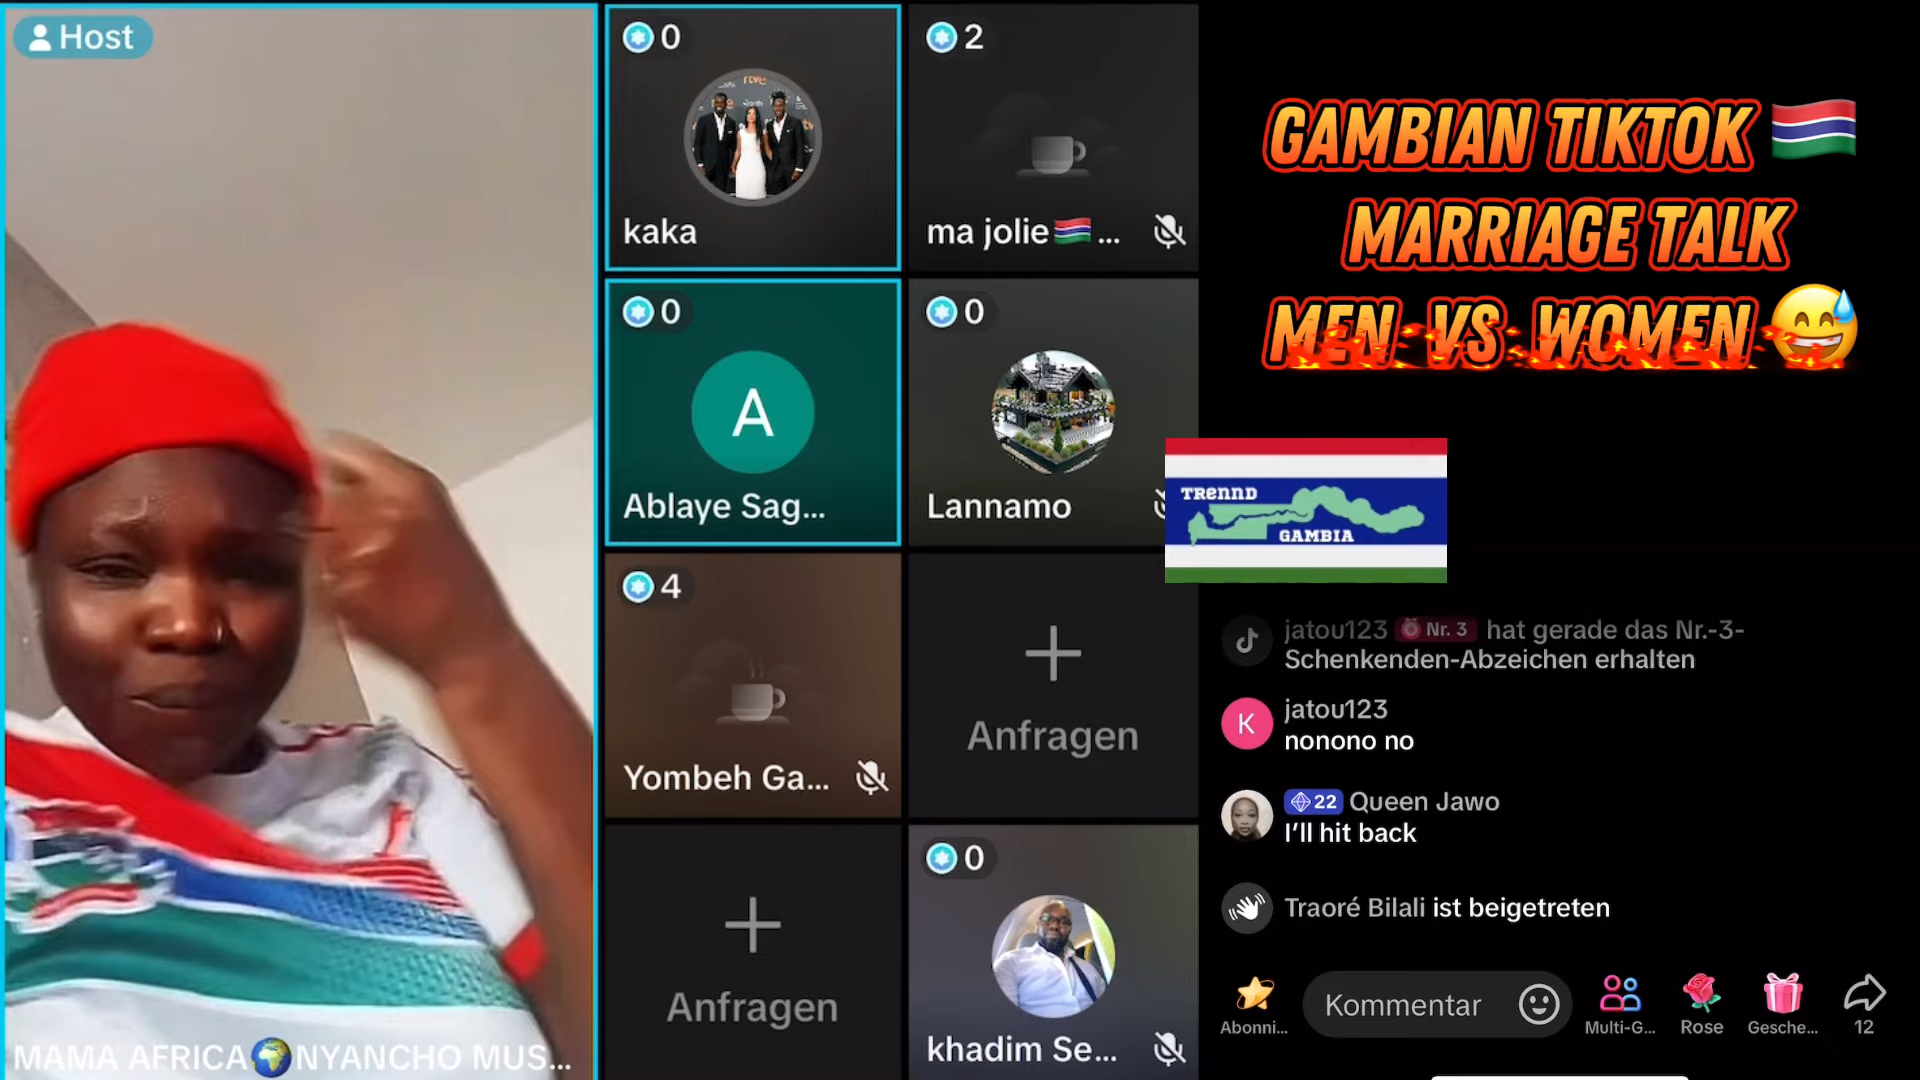 Host
MAMA AFRICA🌍NYANCHO MUS...
0
kaka
2
ma jolie🇬🇲...
0
A
Ablaye Sag...
0
Lannamo
4
Yombeh Ga...
Anfragen
Anfragen
0
khadim Se...
GAMBIAN TIKTOK 🇬🇲
MARRIAGE TALK
MEN VS WOMEN 😅
TRENND
GAMBIA
jatou123 Nr. 3 hat gerade das Nr.-3-
Schenkenden-Abzeichen erhalten
K
jatou123
nonono no
22 Queen Jawo
I’ll hit back
Traoré Bilali ist beigetreten
Abonni...
Kommentar
Multi-G...
Rose
Gesche...
12